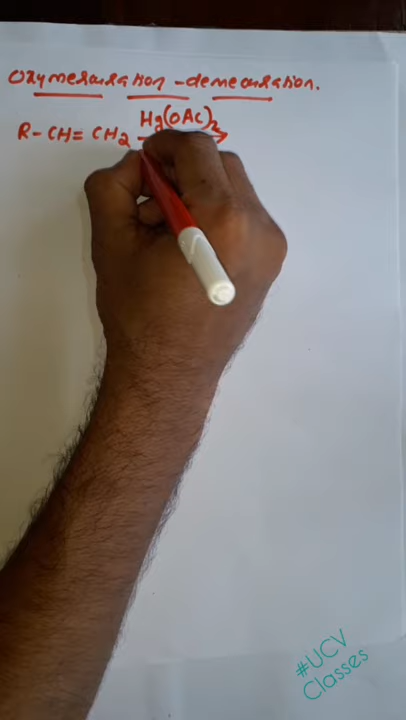 Oxymercuration-demercuration.
Hg(OAc)2
R-CH=CH2
#UCV
Classes